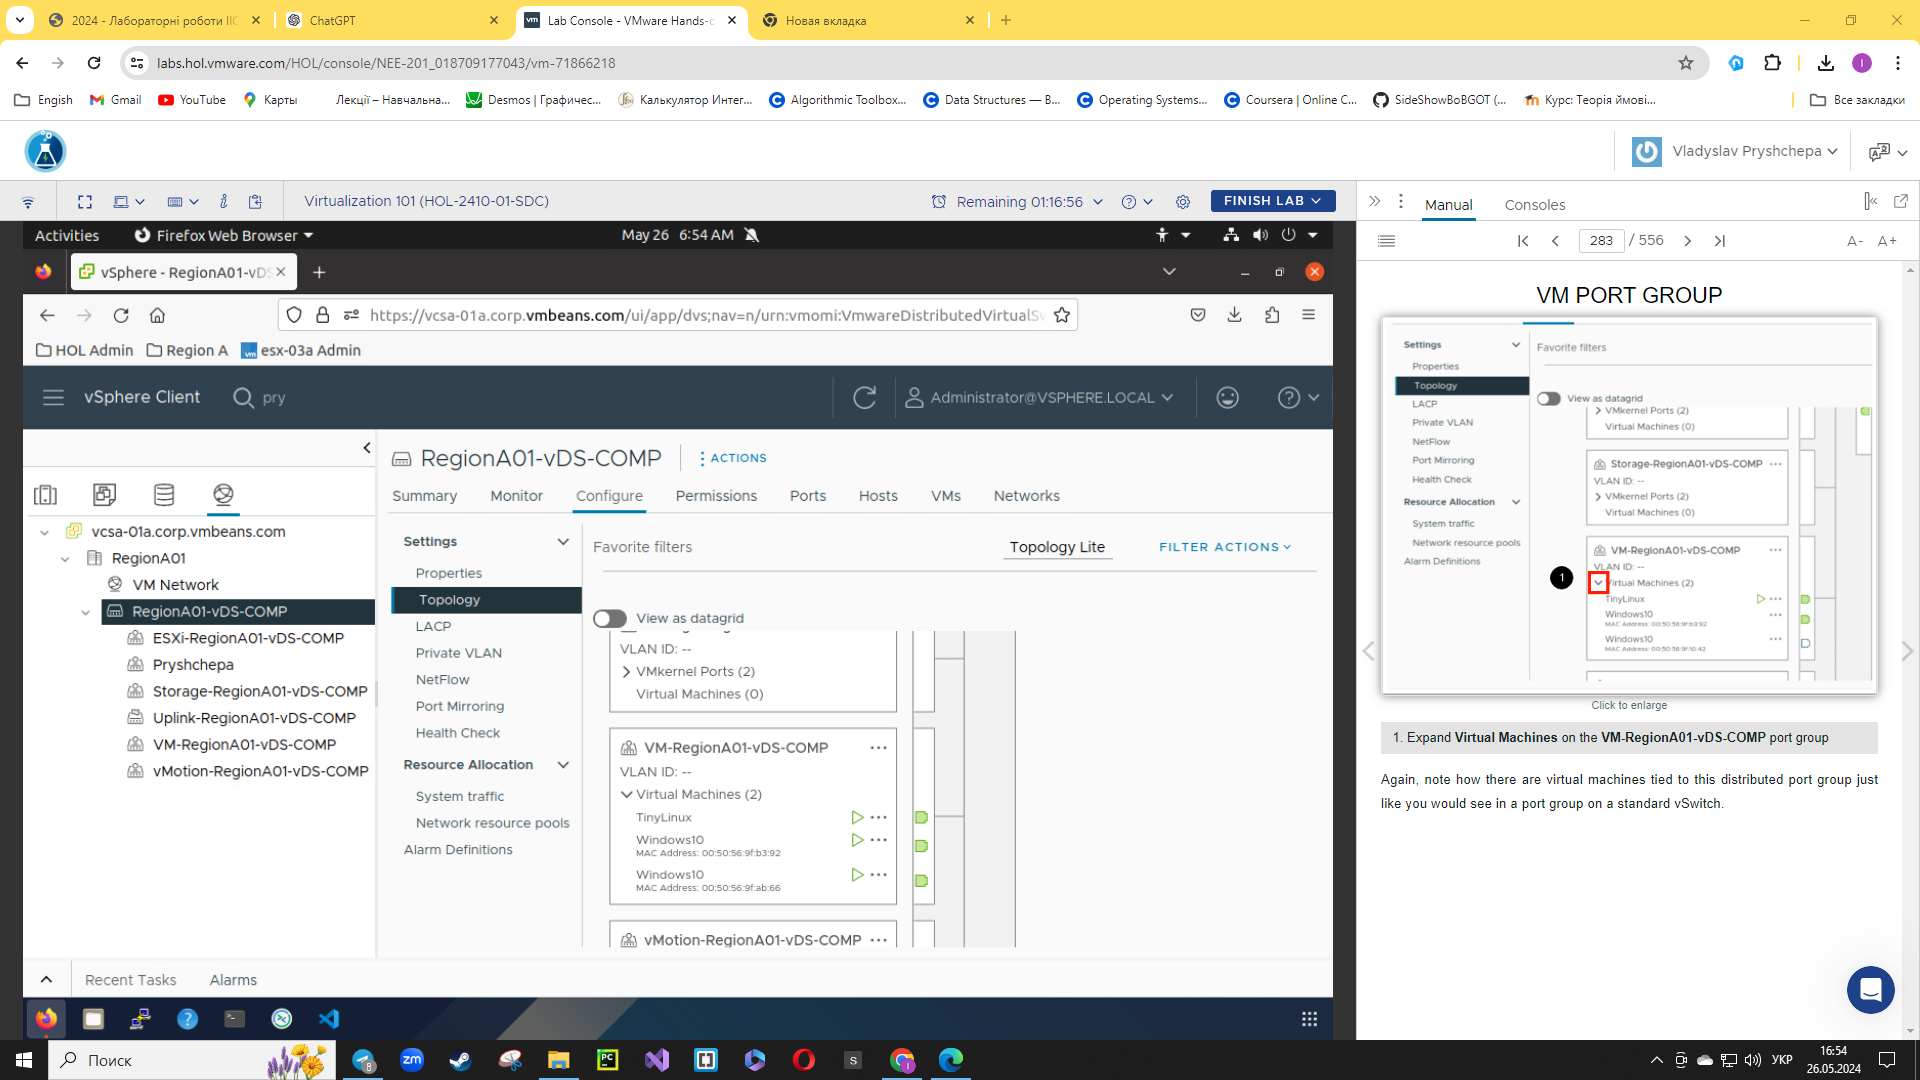 2024 - Лабораторні роботи ІІС
ChatGPT
Lab Console - VMware Hands-o
Новая вкладка
labs.hol.vmware.com/HOL/console/NEE-201_018709177043/vm-71866218
Engish
Gmail
YouTube
Карты
Лекції – Навчальна...
Desmos | Графичес...
Калькулятор Интег...
Algorithmic Toolbox...
Data Structures — В...
Operating Systems...
Coursera | Online C...
SideShowBoBGOT (...
Курс: Теорія ймові...
Все закладки
Vladyslav Pryshchepa
Virtualization 101 (HOL-2410-01-SDC)
Remaining 01:16:56
FINISH LAB
Manual
Consoles
Activities
Firefox Web Browser
May 26 6:54 AM
283 / 556
A-
A+
vSphere - RegionA01-vDS
https://vcsa-01a.corp.vmbeans.com/ui/app/dvs;nav=n/urn:vmomi:VmwareDistributedVirtualSw
HOL Admin
Region A
esx-03a Admin
vSphere Client
pry
Administrator@VSPHERE.LOCAL
RegionA01-vDS-COMP
ACTIONS
Summary
Monitor
Configure
Permissions
Ports
Hosts
VMs
Networks
vcsa-01a.corp.vmbeans.com
RegionA01
VM Network
RegionA01-vDS-COMP
ESXi-RegionA01-vDS-COMP
Pryshchepa
Storage-RegionA01-vDS-COMP
Uplink-RegionA01-vDS-COMP
VM-RegionA01-vDS-COMP
vMotion-RegionA01-vDS-COMP
Settings
Properties
Topology
LACP
Private VLAN
NetFlow
Port Mirroring
Health Check
Resource Allocation
System traffic
Network resource pools
Alarm Definitions
Favorite filters
Topology Lite
FILTER ACTIONS
View as datagrid
VLAN ID: --
VMkernel Ports (2)
Virtual Machines (0)
VM-RegionA01-vDS-COMP
VLAN ID: --
Virtual Machines (2)
TinyLinux
Windows10
MAC Address: 00:50:56:9f:b3:92
Windows10
MAC Address: 00:50:56:9f:ab:66
vMotion-RegionA01-vDS-COMP
Recent Tasks
Alarms
VM PORT GROUP
Settings
Properties
Topology
LACP
Private VLAN
NetFlow
Port Mirroring
Health Check
Resource Allocation
System traffic
Network resource pools
Alarm Definitions
Favorite filters
View as datagrid
VMkernel Ports (2)
Virtual Machines (0)
Storage-RegionA01-vDS-COMP
VLAN ID: --
VMkernel Ports (2)
Virtual Machines (0)
VM-RegionA01-vDS-COMP
VLAN ID: --
1
Virtual Machines (2)
TinyLinux
Windows10
MAC Address: 00:50:56:9f:b3:92
Windows10
MAC Address: 00:50:56:9f:10:42
Click to enlarge
1. Expand Virtual Machines on the VM-RegionA01-vDS-COMP port group
Again, note how there are virtual machines tied to this distributed port group just
like you would see in a port group on a standard vSwitch.
Поиск
УКР
16:54
26.05.2024